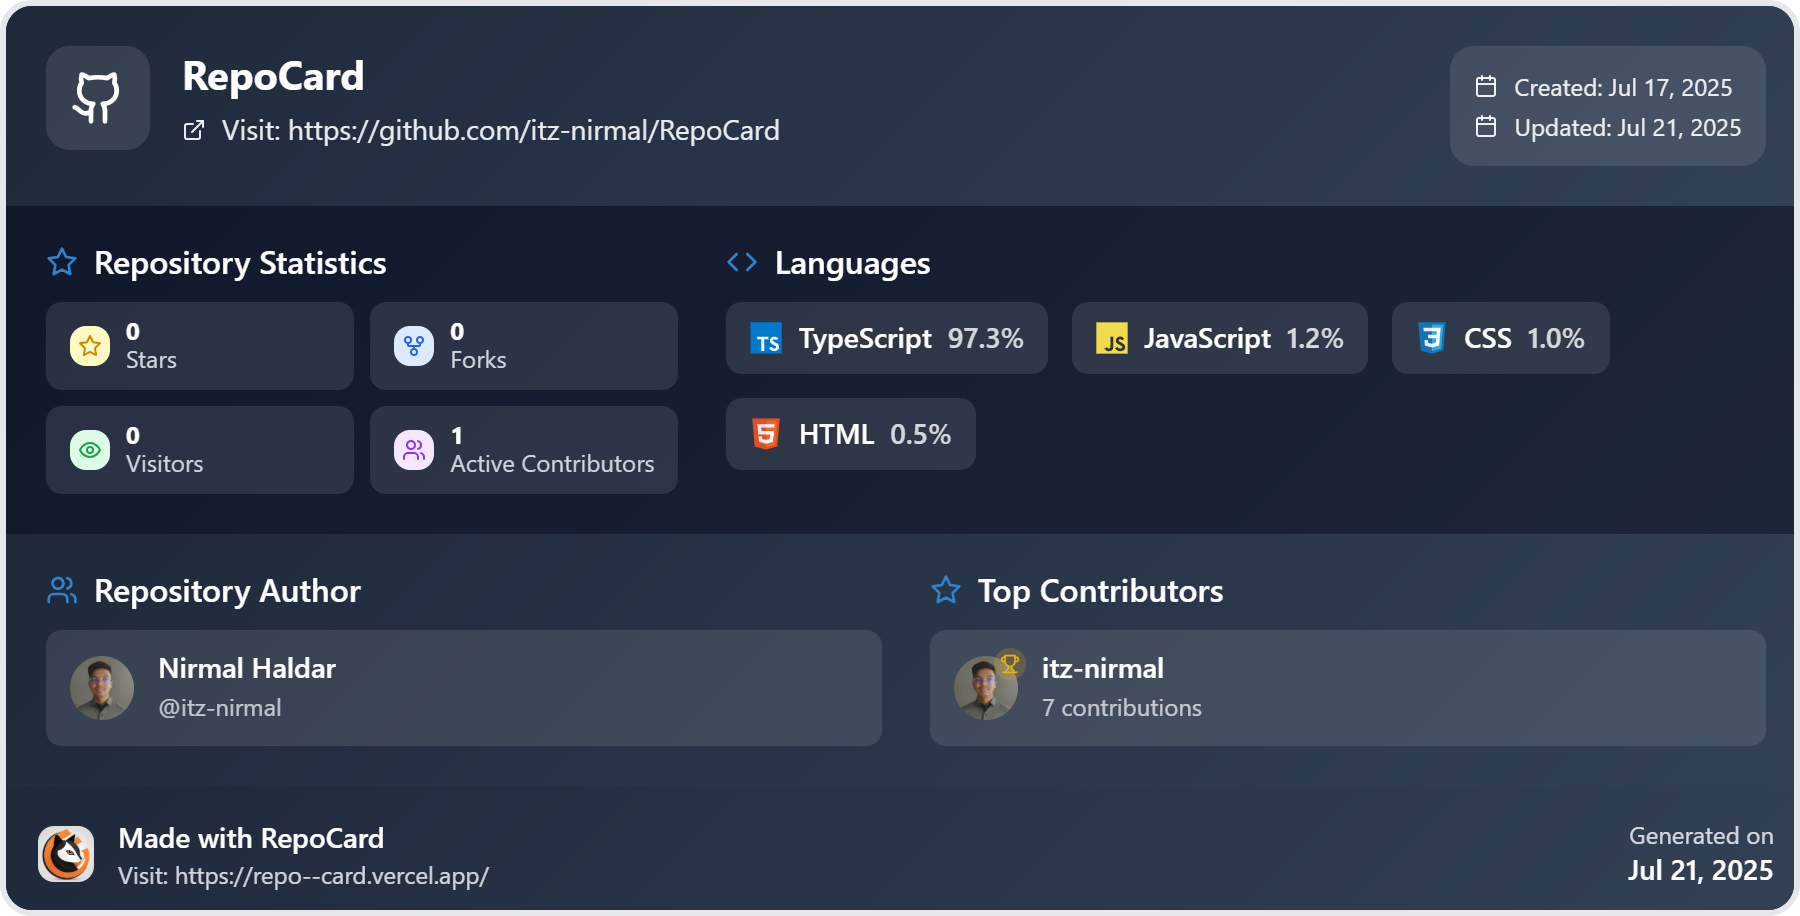 RepoCard
Visit: https://github.com/itz-nirmal/RepoCard
Created: Jul 17, 2025
Updated: Jul 21, 2025
Repository Statistics
0
Stars
0
Forks
0
Visitors
1
Active Contributors
Languages
TS TypeScript 97.3%
JS JavaScript 1.2%
3 CSS 1.0%
5 HTML 0.5%
Repository Author
Nirmal Haldar
@itz-nirmal
Top Contributors
itz-nirmal
7 contributions
Made with RepoCard
Visit: https://repo--card.vercel.app/
Generated on
Jul 21, 2025